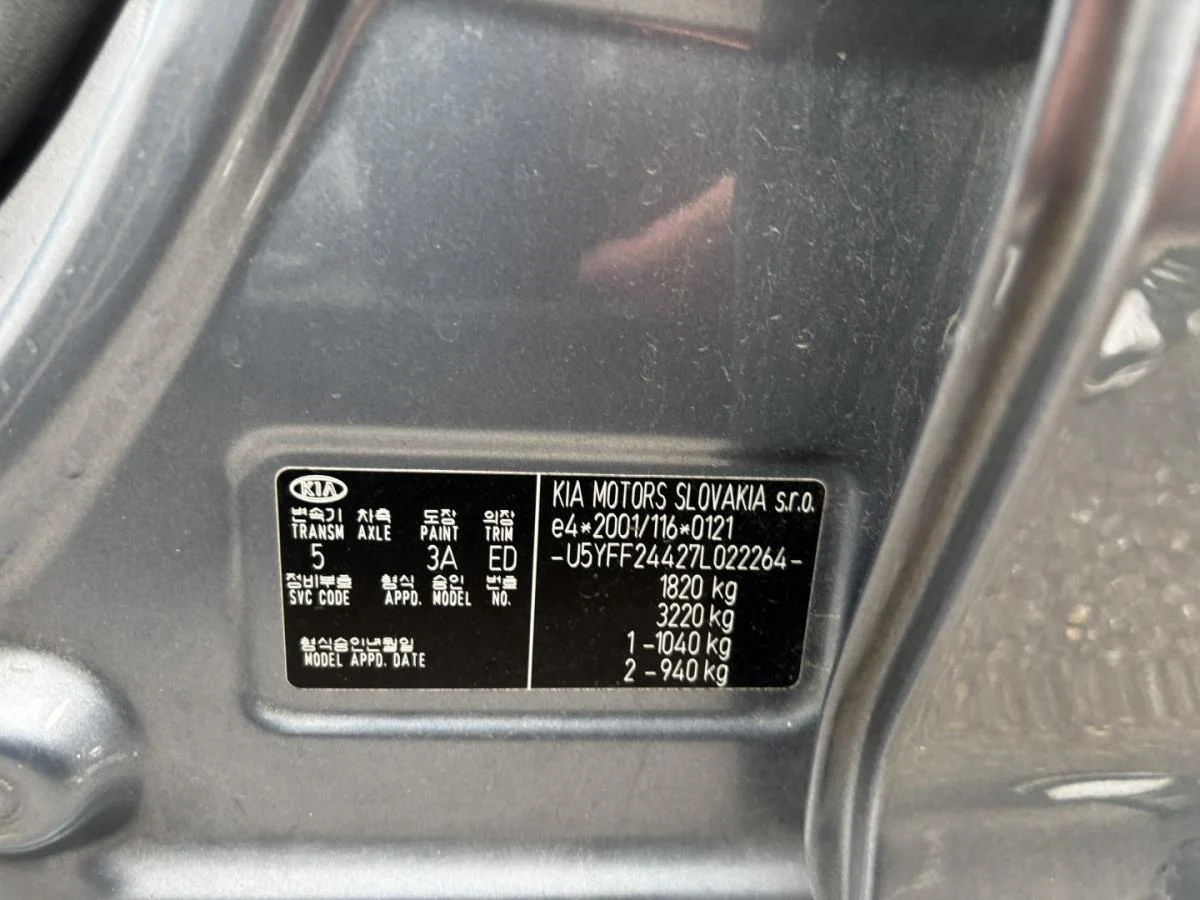 KIA
변속기 차축 도장 의장
TRANSM AXLE PAINT TRIM
5 3A ED
정비부호 형식 승인 번호
SVC CODE APPD. MODEL NO.
형식승인년월일
MODEL APPD. DATE
KIA MOTORS SLOVAKIA s.r.o.
e4*2001/116*0121
-U5YFF24427L022264-
1820 kg
3220 kg
1 -1040 kg
2 -940 kg